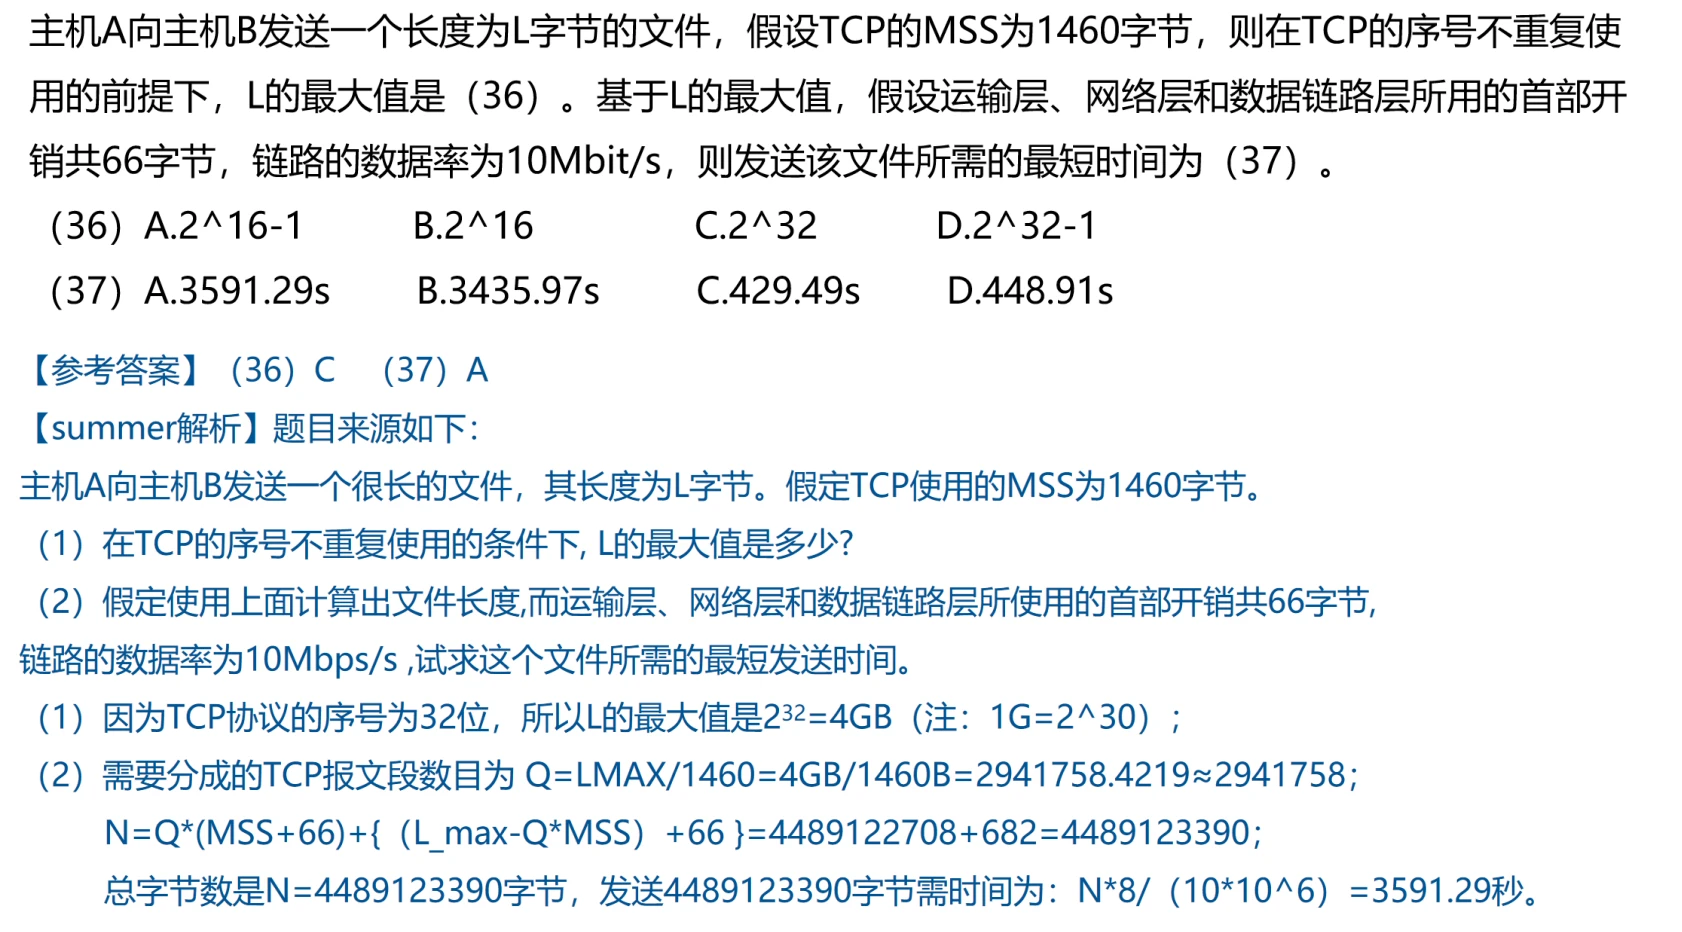 主机A向主机B发送一个长度为L字节的文件，假设TCP的MSS为1460字节，则在TCP的序号不重复使
用的前提下，L的最大值是（36）。基于L的最大值，假设运输层、网络层和数据链路层所用的首部开
销共66字节，链路的数据率为10Mbit/s，则发送该文件所需的最短时间为（37）。
（36）A.2^16-1 B.2^16 C.2^32 D.2^32-1
（37）A.3591.29s B.3435.97s C.429.49s D.448.91s
【参考答案】（36）C （37）A
【summer解析】题目来源如下：
主机A向主机B发送一个很长的文件，其长度为L字节。假定TCP使用的MSS为1460字节。
（1）在TCP的序号不重复使用的条件下, L的最大值是多少?
（2）假定使用上面计算出文件长度,而运输层、网络层和数据链路层所使用的首部开销共66字节,
链路的数据率为10Mbps/s ,试求这个文件所需的最短发送时间。
（1）因为TCP协议的序号为32位，所以L的最大值是2³²=4GB（注：1G=2^30）；
（2）需要分成的TCP报文段数目为 Q=LMAX/1460=4GB/1460B=2941758.4219≈2941758；
N=Q*(MSS+66)+{（L_max-Q*MSS）+66 }=4489122708+682=4489123390；
总字节数是N=4489123390字节，发送4489123390字节需时间为：N*8/（10*10^6）=3591.29秒。